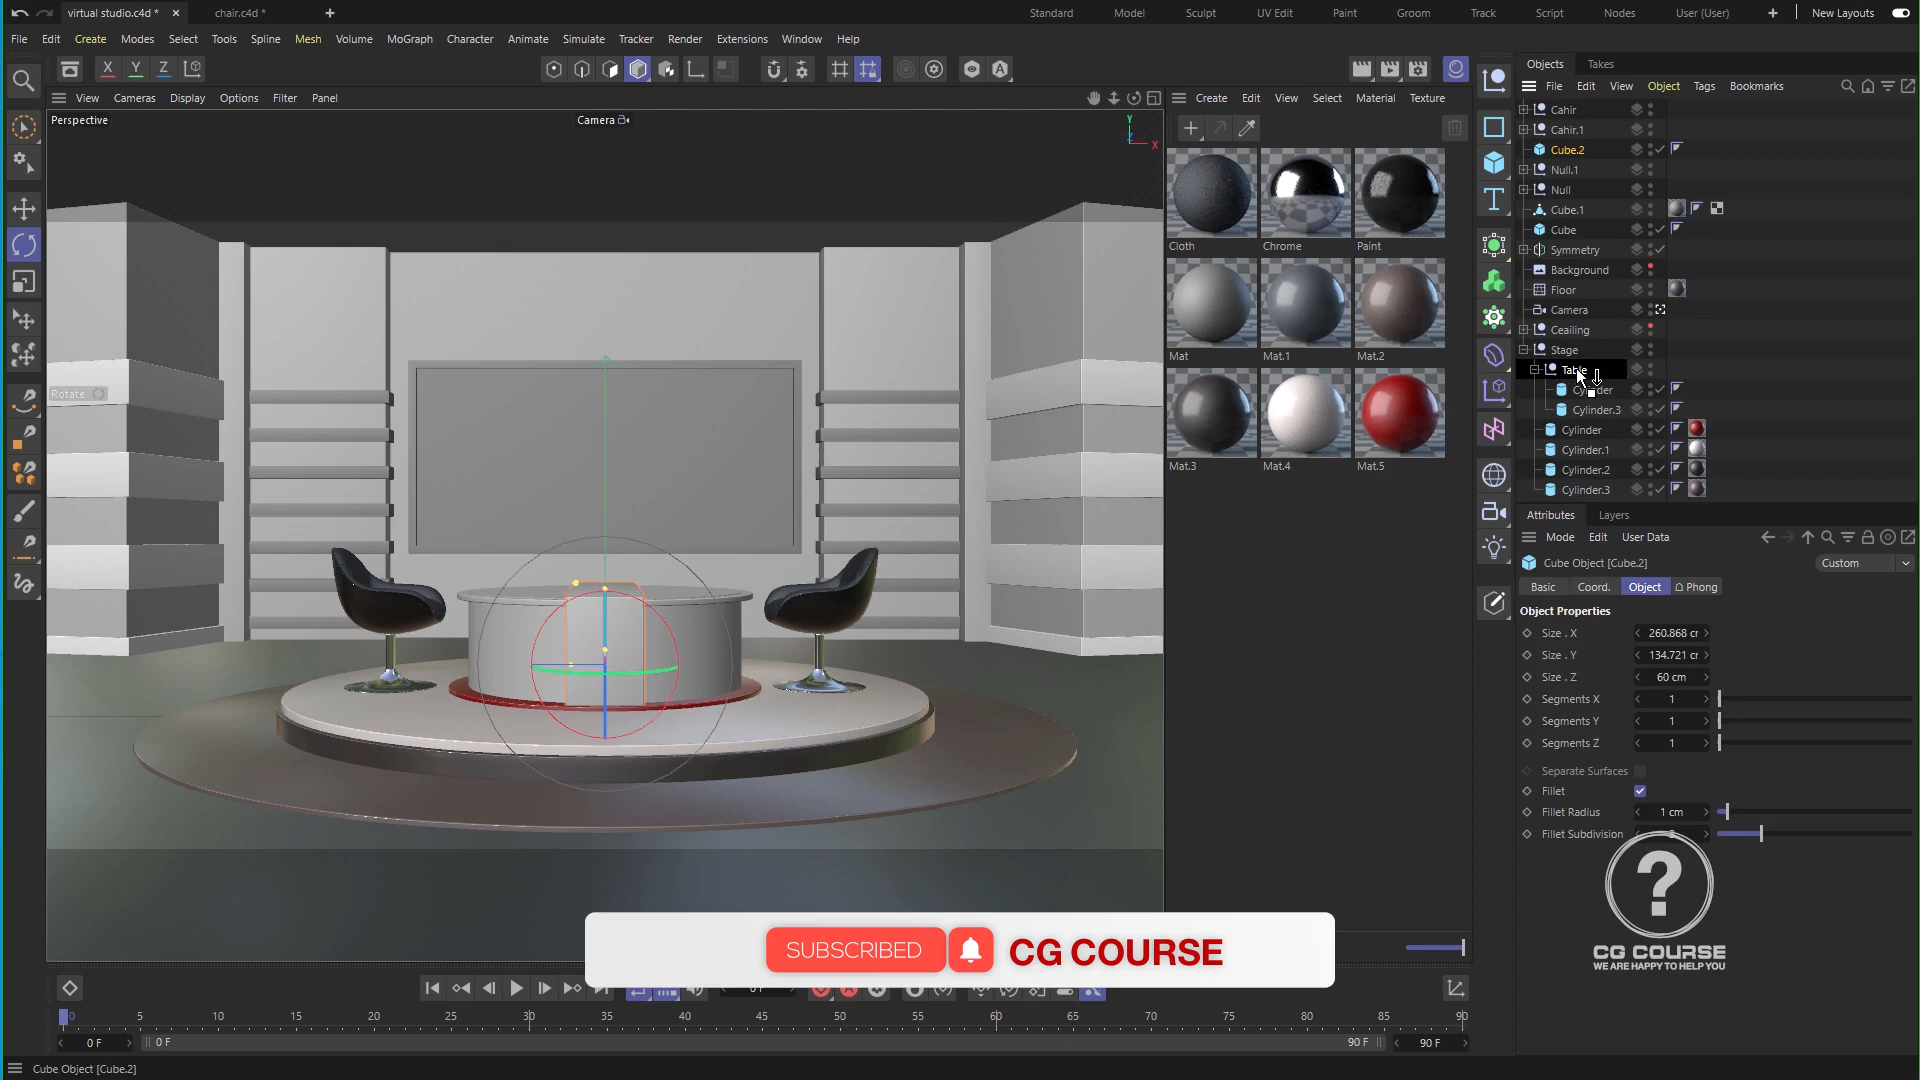 virtual studio.c4d *
chair.c4d *
Standard
Model
Sculpt
UV Edit
Paint
Groom
Track
Script
Nodes
User (User)
New Layouts
File Edit Create Modes Select Tools Spline Mesh Volume MoGraph Character Animate Simulate Tracker Render Extensions Window Help
X Y Z
View Cameras Display Options Filter Panel
Perspective
Camera
Y
Z
X
Rotate
Create Edit View Select Material Texture
Cloth
Chrome
Paint
Mat
Mat.1
Mat.2
Mat.3
Mat.4
Mat.5
Objects
Takes
File Edit View Object Tags Bookmarks
Cahir
Cahir.1
Cube.2
Null.1
Null
Cube.1
Cube
Symmetry
Background
Floor
Camera
Ceailing
Stage
Table
Cylinder.3
Cylinder
Cylinder.1
Cylinder.2
Cylinder.3
Attributes
Layers
Mode Edit User Data
Cube Object [Cube.2]
Custom
Basic
Coord.
Object
Phong
Object Properties
Size . X 260.868 cr
Size . Y 134.721 cr
Size . Z 60 cm
Segments X 1
Segments Y 1
Segments Z 1
Separate Surfaces
Fillet
Fillet Radius 1 cm
Fillet Subdivision
?
CG COURSE
WE ARE HAPPY TO HELP YOU
SUBSCRIBED
CG COURSE
0 5 10 15 20 25 30 35 40 45 50 55 60 65 70 75 80 85 90
0 F
0 F
90 F
90 F
Cube Object [Cube.2]